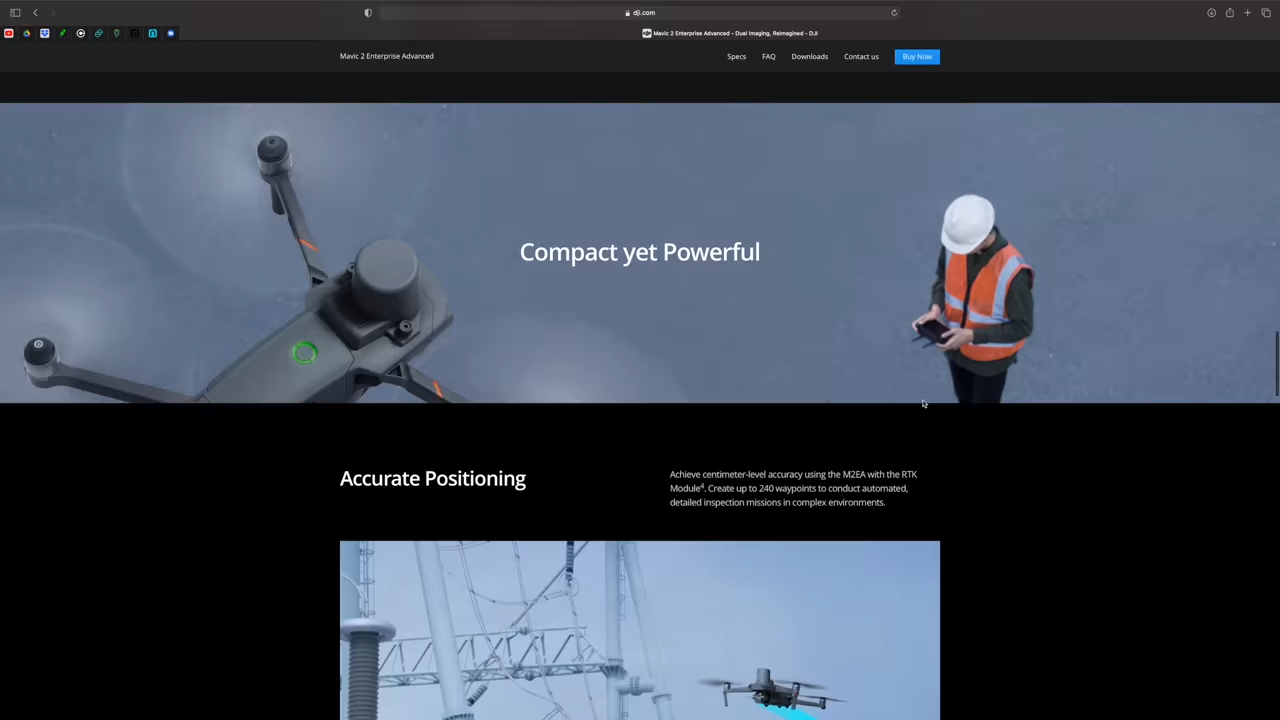 dji.com
Mavic 2 Enterprise Advanced - Dual Imaging, Reimagined - DJI
Mavic 2 Enterprise Advanced
Specs
FAQ
Downloads
Contact us
Buy Now
Compact yet Powerful
Accurate Positioning
Achieve centimeter-level accuracy using the M2EA with the RTK
Module⁴. Create up to 240 waypoints to conduct automated,
detailed inspection missions in complex environments.